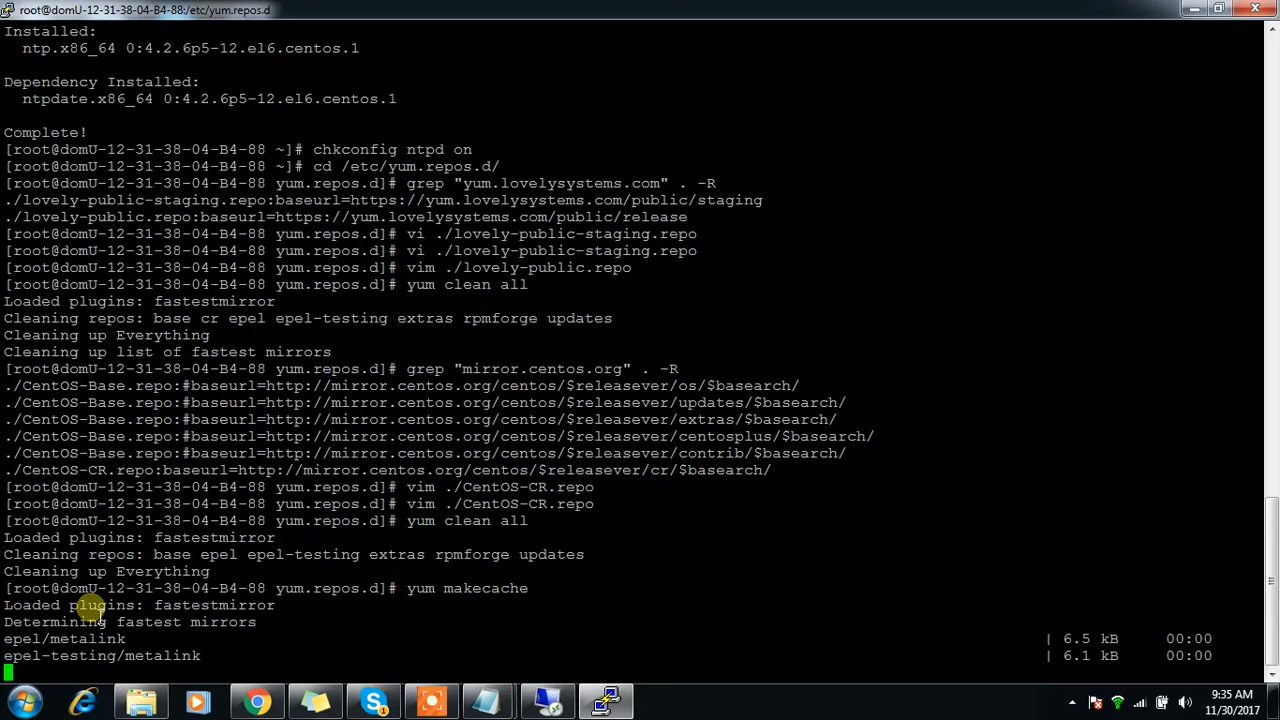 root@domU-12-31-38-04-B4-88:/etc/yum.repos.d
Installed:
  ntp.x86_64 0:4.2.6p5-12.el6.centos.1
Dependency Installed:
  ntpdate.x86_64 0:4.2.6p5-12.el6.centos.1
Complete!
[root@domU-12-31-38-04-B4-88 ~]# chkconfig ntpd on
[root@domU-12-31-38-04-B4-88 ~]# cd /etc/yum.repos.d/
[root@domU-12-31-38-04-B4-88 yum.repos.d]# grep "yum.lovelysystems.com" . -R
./lovely-public-staging.repo:baseurl=https://yum.lovelysystems.com/public/staging
./lovely-public.repo:baseurl=https://yum.lovelysystems.com/public/release
[root@domU-12-31-38-04-B4-88 yum.repos.d]# vi ./lovely-public-staging.repo
[root@domU-12-31-38-04-B4-88 yum.repos.d]# vi ./lovely-public-staging.repo
[root@domU-12-31-38-04-B4-88 yum.repos.d]# vim ./lovely-public.repo
[root@domU-12-31-38-04-B4-88 yum.repos.d]# yum clean all
Loaded plugins: fastestmirror
Cleaning repos: base cr epel epel-testing extras rpmforge updates
Cleaning up Everything
Cleaning up list of fastest mirrors
[root@domU-12-31-38-04-B4-88 yum.repos.d]# grep "mirror.centos.org" . -R
./CentOS-Base.repo:#baseurl=http://mirror.centos.org/centos/$releasever/os/$basearch/
./CentOS-Base.repo:#baseurl=http://mirror.centos.org/centos/$releasever/updates/$basearch/
./CentOS-Base.repo:#baseurl=http://mirror.centos.org/centos/$releasever/extras/$basearch/
./CentOS-Base.repo:#baseurl=http://mirror.centos.org/centos/$releasever/centosplus/$basearch/
./CentOS-Base.repo:#baseurl=http://mirror.centos.org/centos/$releasever/contrib/$basearch/
./CentOS-CR.repo:baseurl=http://mirror.centos.org/centos/$releasever/cr/$basearch/
[root@domU-12-31-38-04-B4-88 yum.repos.d]# vim ./CentOS-CR.repo
[root@domU-12-31-38-04-B4-88 yum.repos.d]# vim ./CentOS-CR.repo
[root@domU-12-31-38-04-B4-88 yum.repos.d]# yum clean all
Loaded plugins: fastestmirror
Cleaning repos: base epel epel-testing extras rpmforge updates
Cleaning up Everything
[root@domU-12-31-38-04-B4-88 yum.repos.d]# yum makecache
Loaded plugins: fastestmirror
Determining fastest mirrors
epel/metalink | 6.5 kB 00:00
epel-testing/metalink | 6.1 kB 00:00
9:35 AM
11/30/2017